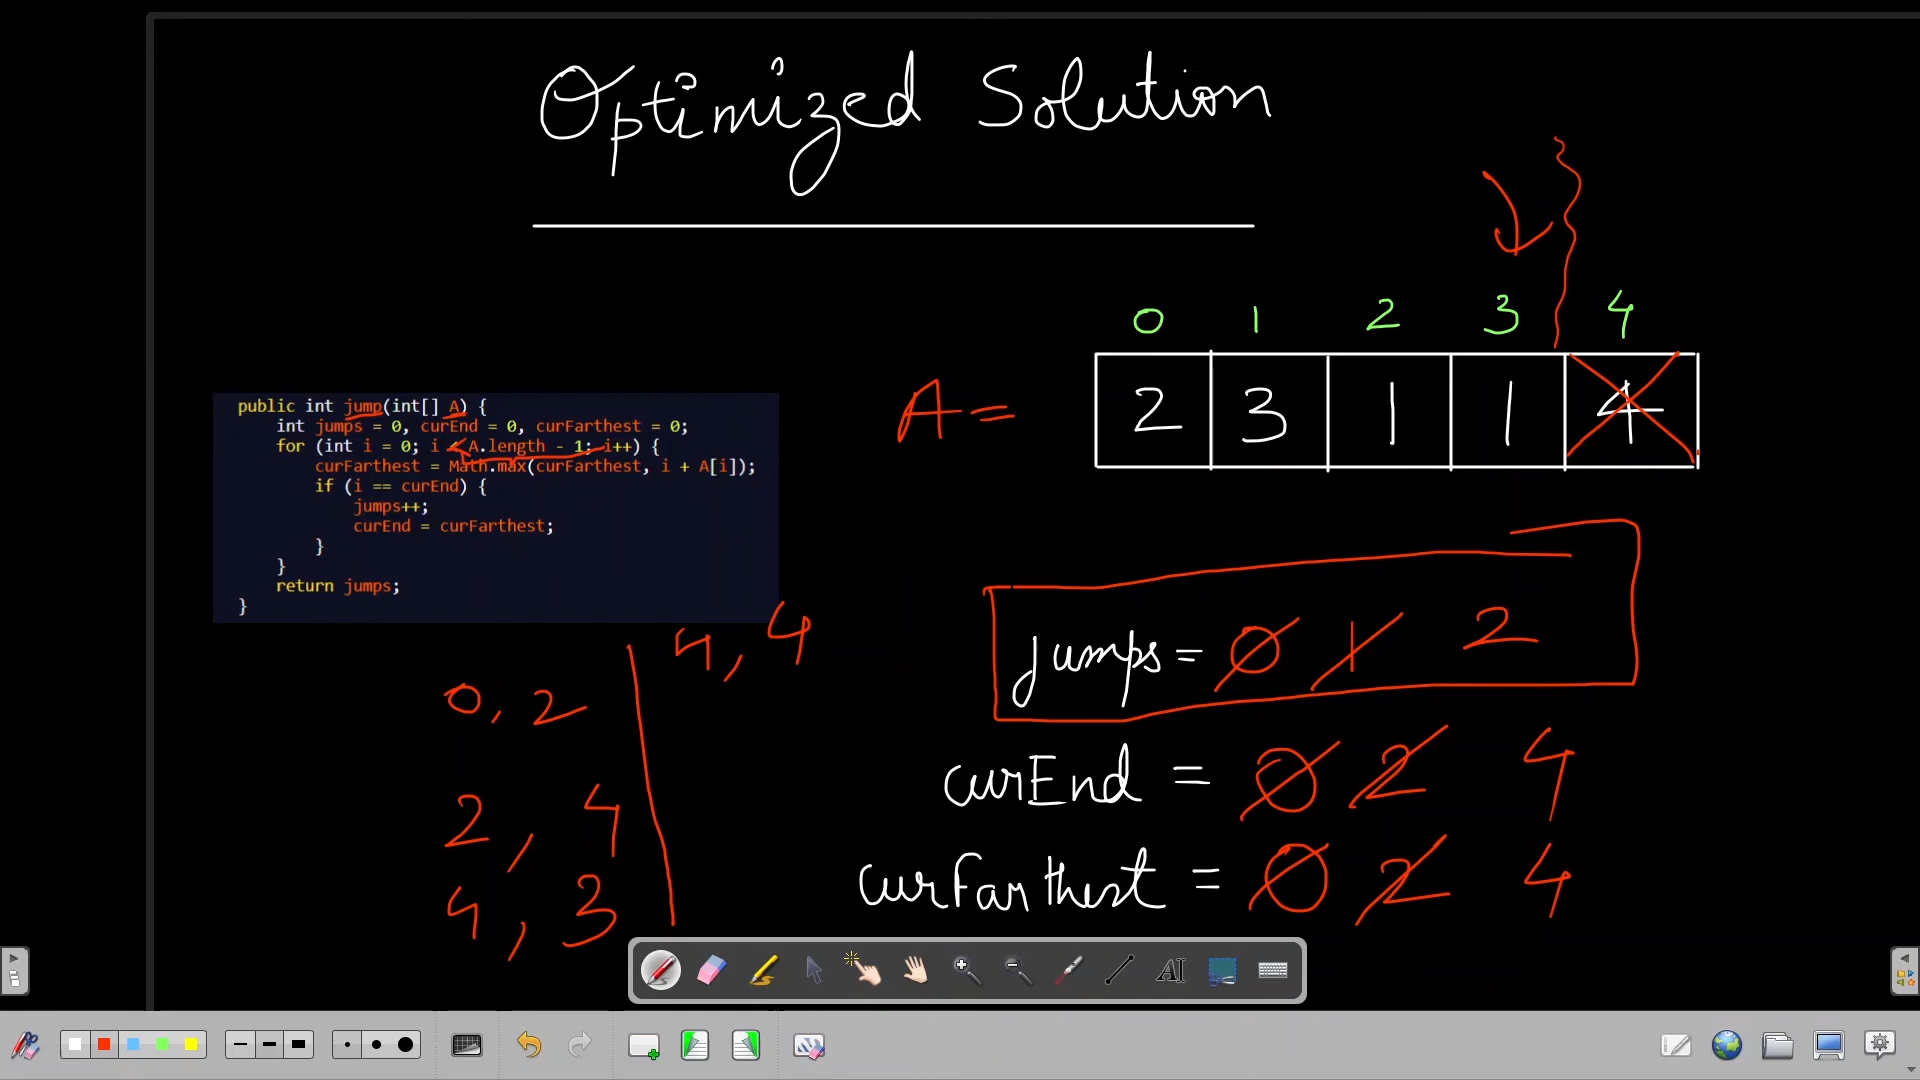 Optimized Solution
0 1 2 3 4
A = 2 3 1 1 4
public int jump(int[] A) {
int jumps = 0, curEnd = 0, curFarthest = 0;
for (int i = 0; i < A.length - 1; i++) {
curFarthest = Math.max(curFarthest, i + A[i]);
if (i == curEnd) {
jumps++;
curEnd = curFarthest;
}
}
return jumps;
}
4, 4
0, 2
2, 4
4, 3
jumps = 0 1 2
curEnd = 0 2 4
curFarthest = 0 2 4